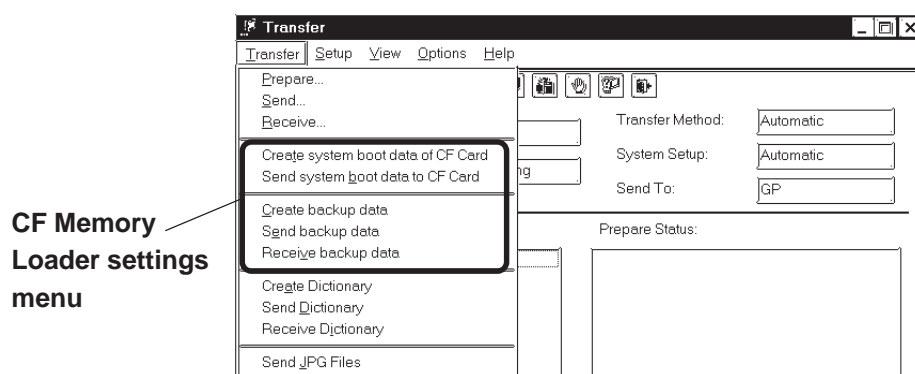 Transfer
Transfer Setup View Options Help
Prepare...
Send...
Receive...
Create system boot data of CF Card
Send system boot data to CF Card
Create backup data
Send backup data
Receive backup data
Create Dictionary
Send Dictionary
Receive Dictionary
Send JPG Files
Transfer Method: Automatic
System Setup: Automatic
Send To: GP
Prepare Status:
CF Memory
Loader settings
menu